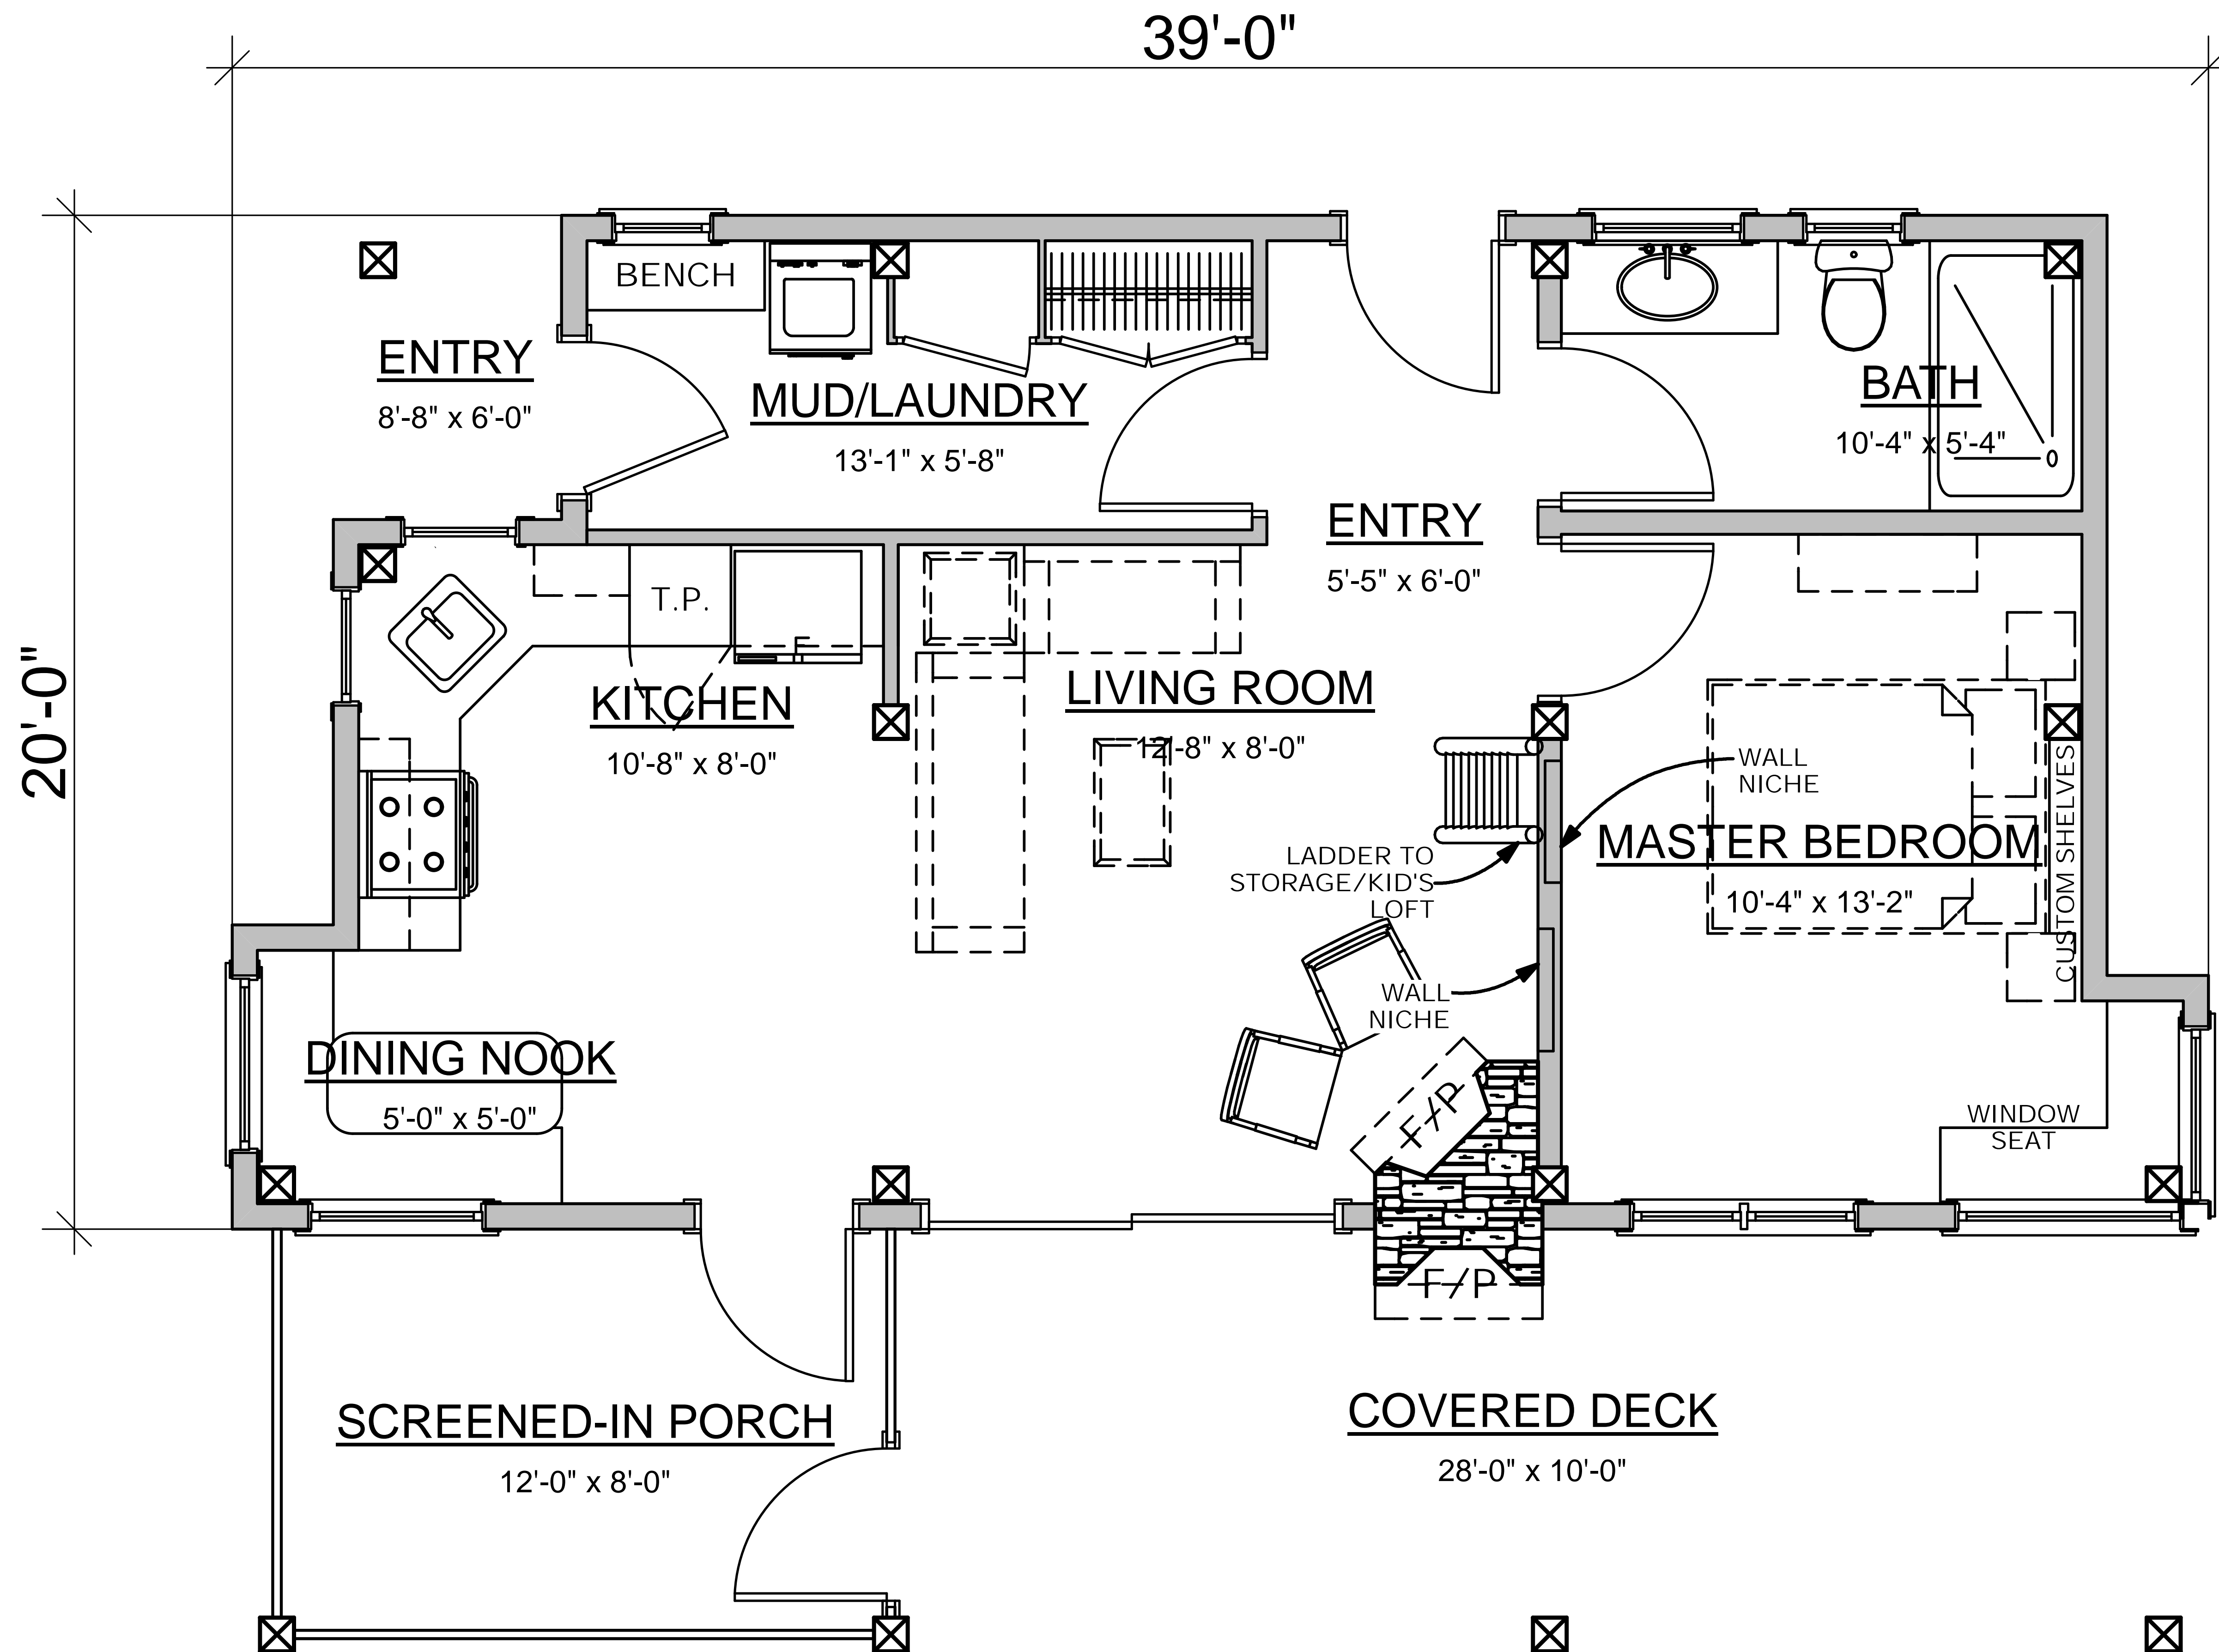 39'-0"
20'-0"
BENCH
ENTRY
8'-8" x 6'-0"
MUD/LAUNDRY
13'-1" x 5'-8"
BATH
10'-4" x 5'-4"
ENTRY
5'-5" x 6'-0"
T.P.
F
KITCHEN
10'-8" x 8'-0"
LIVING ROOM
12'-8" x 8'-0"
WALL
NICHE
CUSTOM SHELVES
MASTER BEDROOM
10'-4" x 13'-2"
LADDER TO
STORAGE/KID'S
LOFT
WALL
NICHE
DINING NOOK
5'-0" x 5'-0"
F/P
WINDOW
SEAT
F/P
SCREENED-IN PORCH
12'-0" x 8'-0"
COVERED DECK
28'-0" x 10'-0"